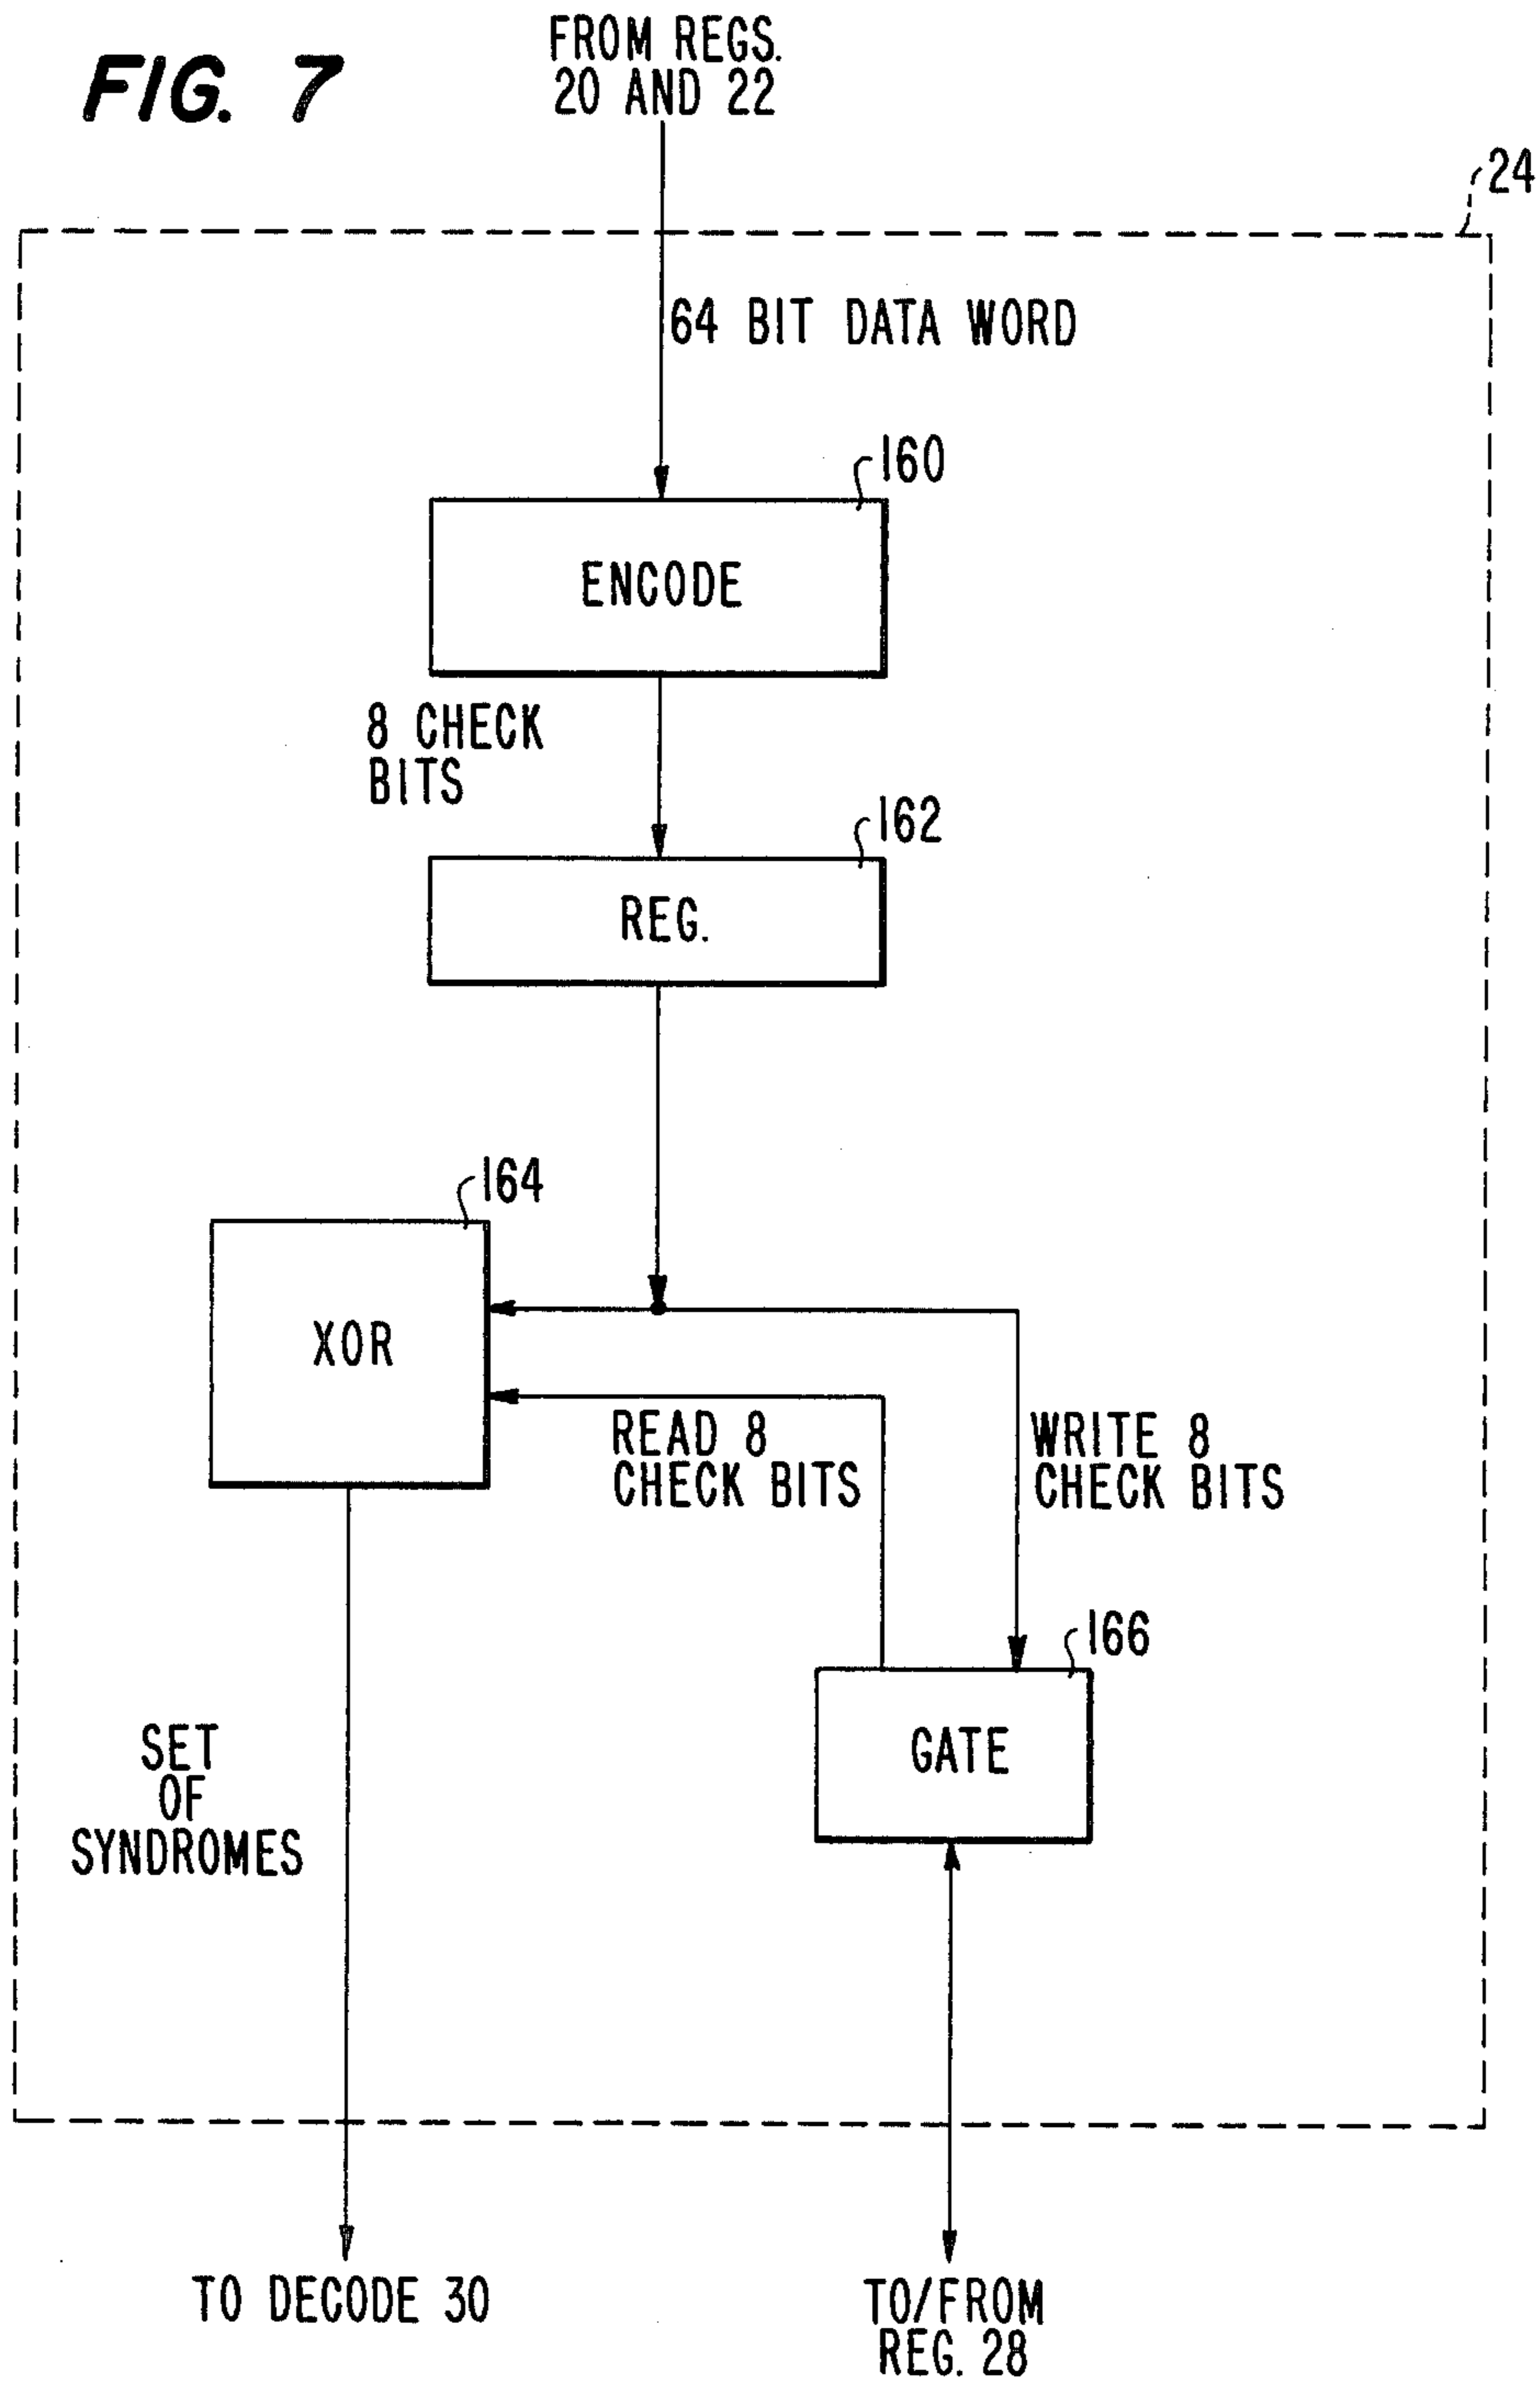 FIG. 7
FROM REGS.
20 AND 22
24
64 BIT DATA WORD
160
ENCODE
8 CHECK
BITS
162
REG.
164
XOR
READ 8
CHECK BITS
WRITE 8
CHECK BITS
166
GATE
SET
OF
SYNDROMES
TO DECODE 30
TO/FROM
REG. 28